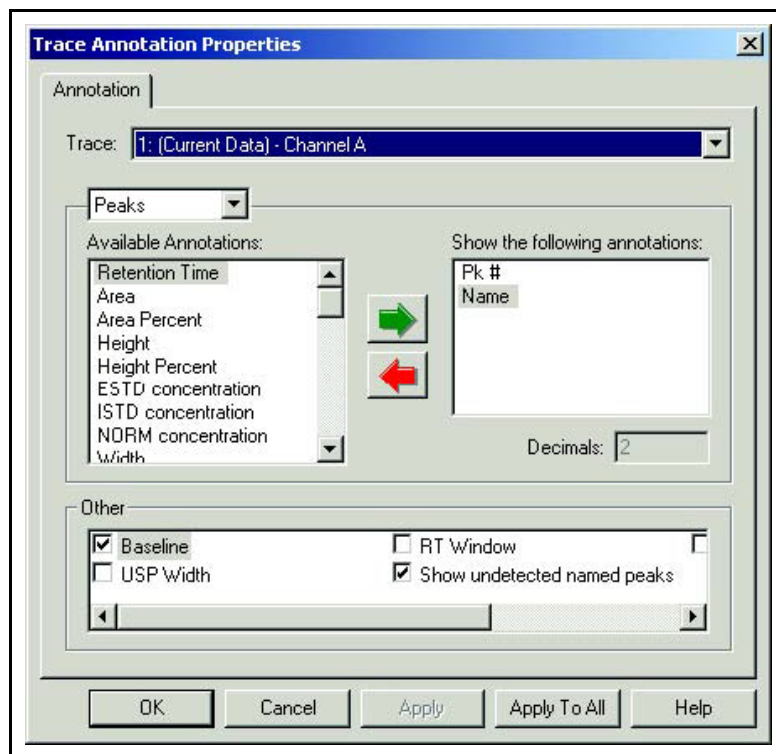 Trace Annotation Properties
Annotation
Trace: 1: (Current Data) - Channel A
Peaks
Available Annotations:
Retention Time
Area
Area Percent
Height
Height Percent
ESTD concentration
ISTD concentration
NORM concentration
Width
Show the following annotations:
Pk #
Name
Decimals: 2
Other
Baseline
RT Window
USP Width
Show undetected named peaks
OK
Cancel
Apply
Apply To All
Help